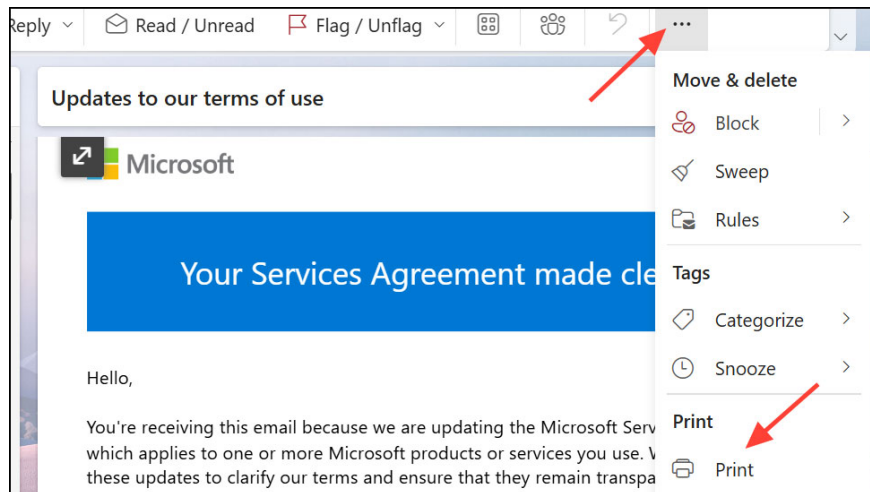 Reply Read / Unread Flag / Unflag ...
Updates to our terms of use
Microsoft
Your Services Agreement made cle
Hello,
You're receiving this email because we are updating the Microsoft Serv
which applies to one or more Microsoft products or services you use. W
these updates to clarify our terms and ensure that they remain transpa
Move & delete
Block
Sweep
Rules
Tags
Categorize
Snooze
Print
Print